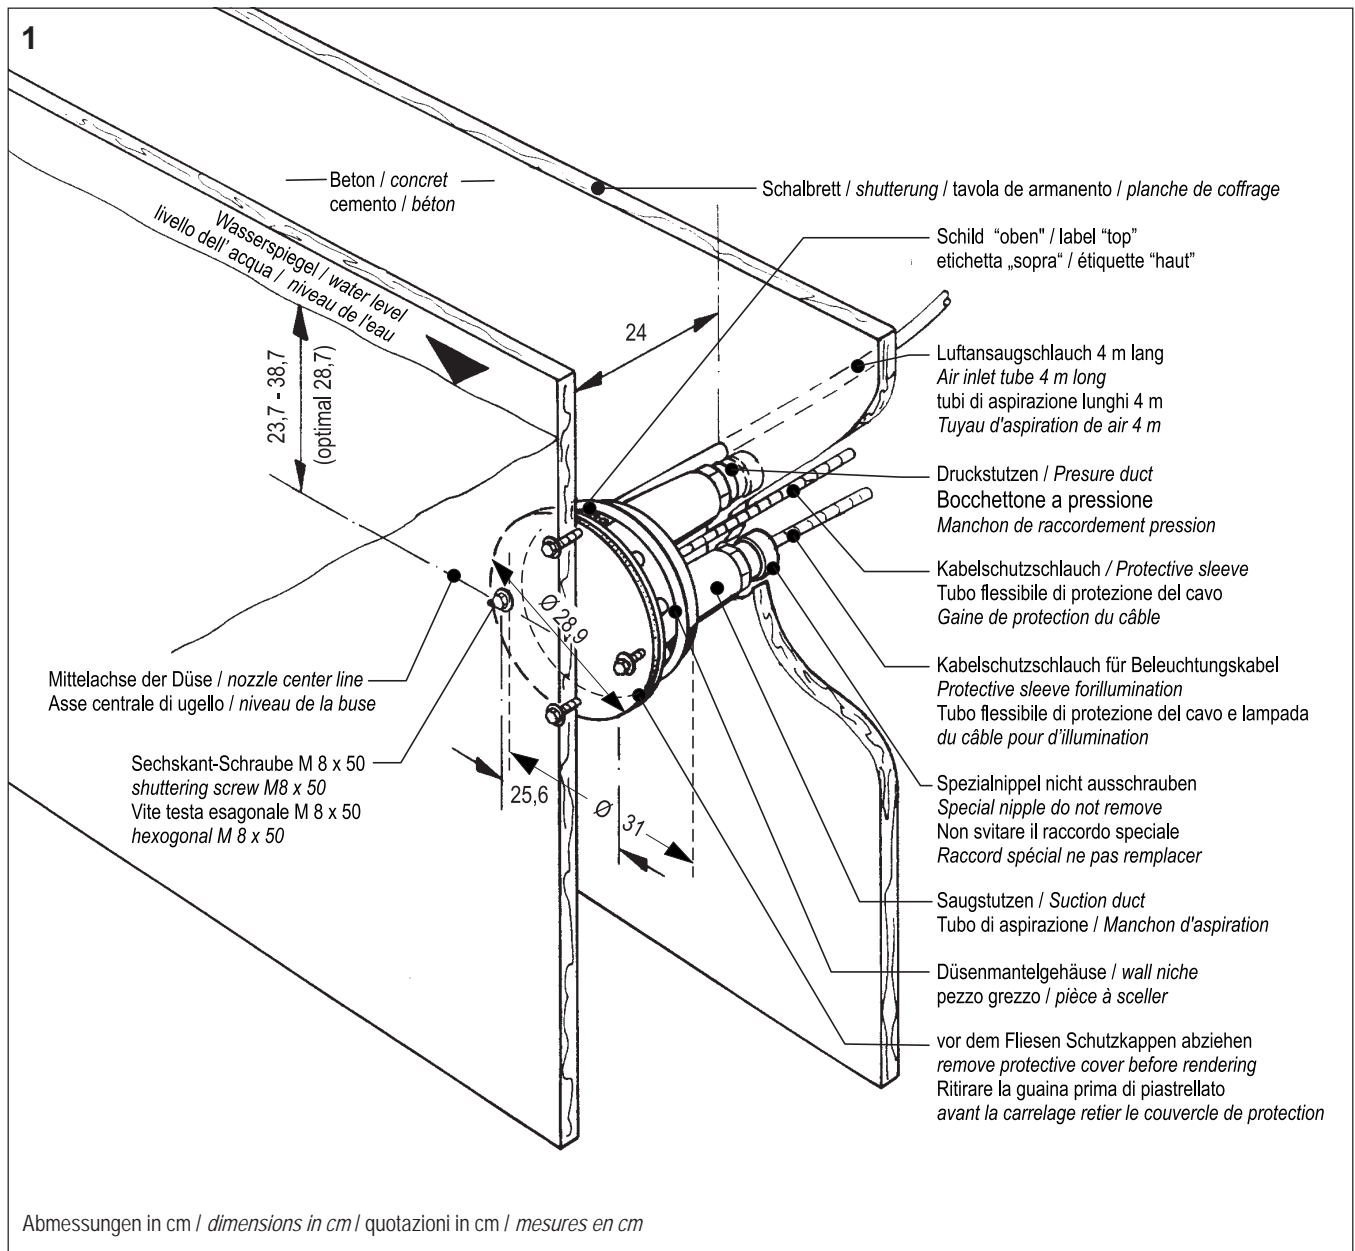 1
Beton / concret
cemento / béton
Schalbrett / shutterung / tavola de armanento / planche de coffrage
Wasserspiegel / water level
livello dell' acqua / niveau de l'eau
Schild “oben" / label “top”
etichetta „sopra“ / étiquette “haut”
24
23,7 - 38,7
(optimal 28,7)
Luftansaugschlauch 4 m lang
Air inlet tube 4 m long
tubi di aspirazione lunghi 4 m
Tuyau d'aspiration de air 4 m
Druckstutzen / Presure duct
Bocchettone a pressione
Manchon de raccordement pression
Kabelschutzschlauch / Protective sleeve
Tubo flessibile di protezione del cavo
Gaine de protection du câble
Ø 28,9
Kabelschutzschlauch für Beleuchtungskabel
Protective sleeve forillumination
Tubo flessibile di protezione del cavo e lampada
du câble pour d’illumination
Mittelachse der Düse / nozzle center line
Asse centrale di ugello / niveau de la buse
Sechskant-Schraube M 8 x 50
shuttering screw M8 x 50
Vite testa esagonale M 8 x 50
hexogonal M 8 x 50
25,6
Ø 31
Spezialnippel nicht ausschrauben
Special nipple do not remove
Non svitare il raccordo speciale
Raccord spécial ne pas remplacer
Saugstutzen / Suction duct
Tubo di aspirazione / Manchon d'aspiration
Düsenmantelgehäuse / wall niche
pezzo grezzo / pièce à sceller
vor dem Fliesen Schutzkappen abziehen
remove protective cover before rendering
Ritirare la guaina prima di piastrellato
avant la carrelage retier le couvercle de protection
Abmessungen in cm / dimensions in cm / quotazioni in cm / mesures en cm